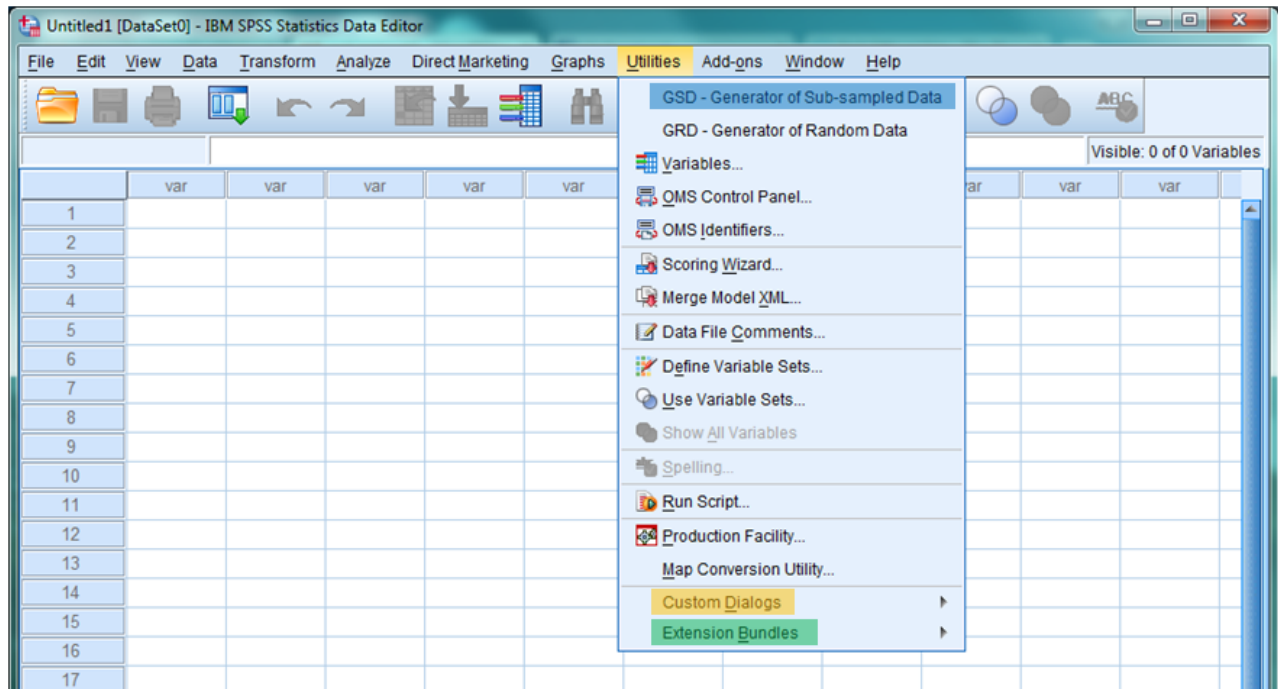 Untitled1 [DataSet0] - IBM SPSS Statistics Data Editor
File Edit View Data Transform Analyze Direct Marketing Graphs Utilities Add-ons Window Help
ABC
Visible: 0 of 0 Variables
var var var var var var var var
GSD - Generator of Sub-sampled Data
GRD - Generator of Random Data
Variables...
OMS Control Panel...
OMS Identifiers...
Scoring Wizard...
Merge Model XML...
Data File Comments...
Define Variable Sets...
Use Variable Sets...
Show All Variables
Spelling...
Run Script...
Production Facility...
Map Conversion Utility...
Custom Dialogs
Extension Bundles
1
2
3
4
5
6
7
8
9
10
11
12
13
14
15
16
17